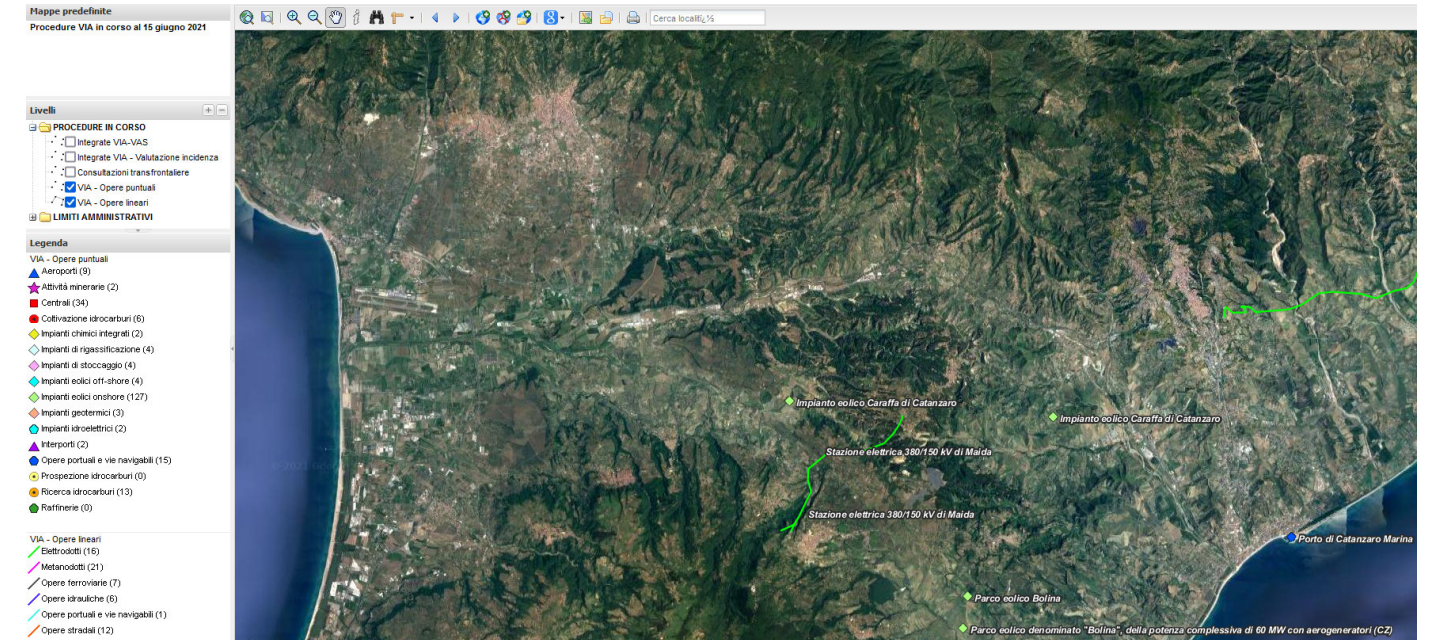 Mappe predefinite
Procedure VIA in corso al 15 giugno 2021
Cerca localitï¿½
Livelli
PROCEDURE IN CORSO
Integrate VIA-VAS
Integrate VIA - Valutazione incidenza
Consultazioni transfrontaliere
VIA - Opere puntuali
VIA - Opere lineari
LIMITI AMMINISTRATIVI
Legenda
VIA - Opere puntuali
Aeroporti (9)
Attivitá minerarie (2)
Centrali (34)
Coltivazione idrocarburi (6)
Impianti chimici integrati (2)
Impianti di rigassificazione (4)
Impianti di stoccaggio (4)
Impianti eolici off-shore (4)
Impianti eolici onshore (127)
Impianti geotermici (3)
Impianti idroelettrici (2)
Interporti (2)
Opere portuali e vie navigabili (15)
Prospezione idrocarburi (0)
Ricerca idrocarburi (13)
Raffinerie (0)
VIA - Opere lineari
Elettrodotti (16)
Metanodotti (21)
Opere ferroviarie (7)
Opere idrauliche (6)
Opere portuali e vie navigabili (1)
Opere stradali (12)
Impianto eolico Caraffa di Catanzaro
Impianto eolico Caraffa di Catanzaro
Stazione elettrica 380/150 kV di Maida
Stazione elettrica 380/150 kV di Maida
Porto di Catanzaro Marina
Parco eolico Bolina
Parco eolico denominato "Bolina", della potenza complessiva di 60 MW con aerogeneratori (CZ)